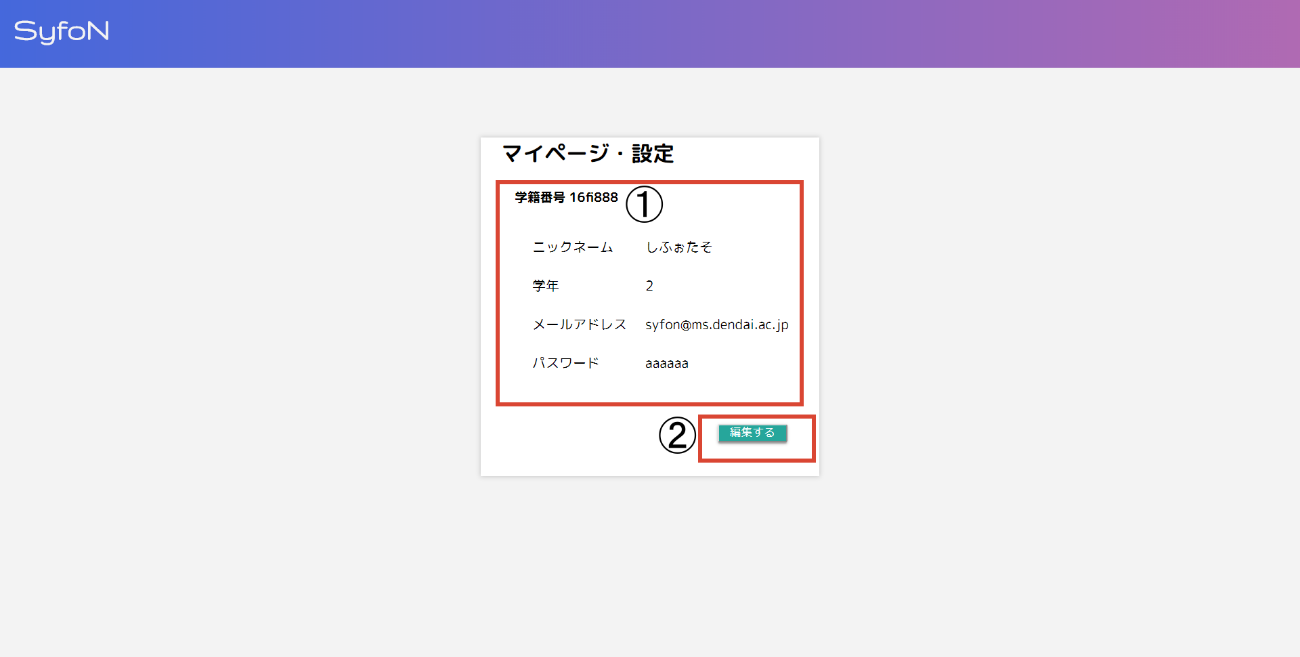 SyfoN
マイページ・設定
学籍番号 16fi888 ①
ニックネーム しふぉたそ
学年 2
メールアドレス syfon@ms.dendai.ac.jp
パスワード aaaaaa
② 編集する